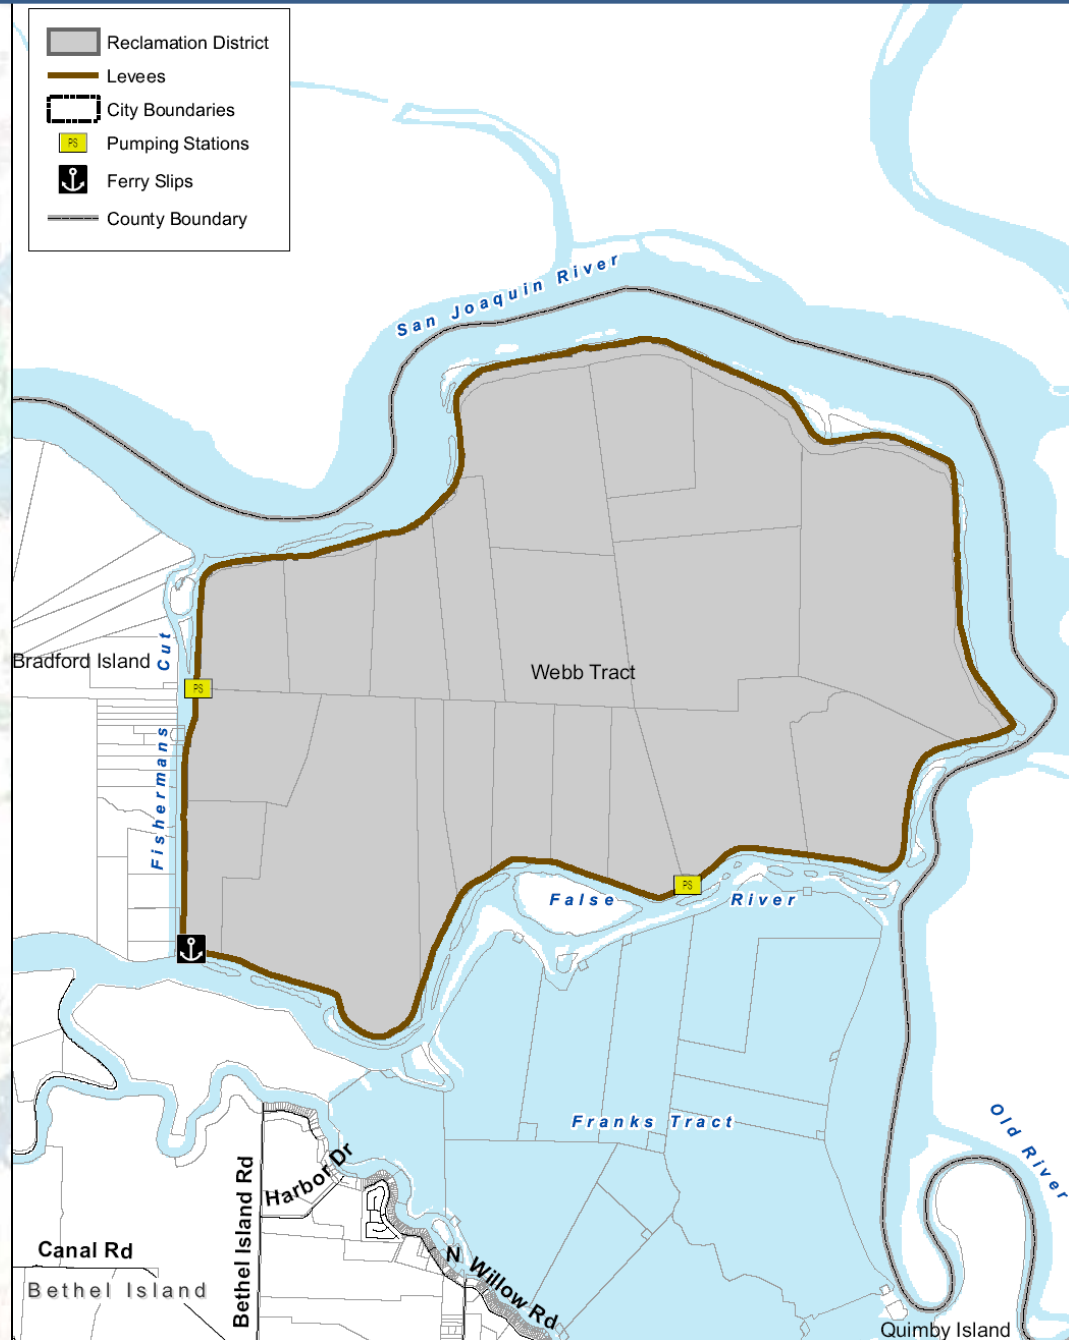 Reclamation District
Levees
City Boundaries
PS
Pumping Stations
Ferry Slips
County Boundary
San Joaquin River
Bradford Island
Fishermans Cut
PS
Webb Tract
False River
PS
Franks Tract
Old River
Harbor Dr
Bethel Island Rd
Canal Rd
Bethel Island
N Willow Rd
Quimby Island